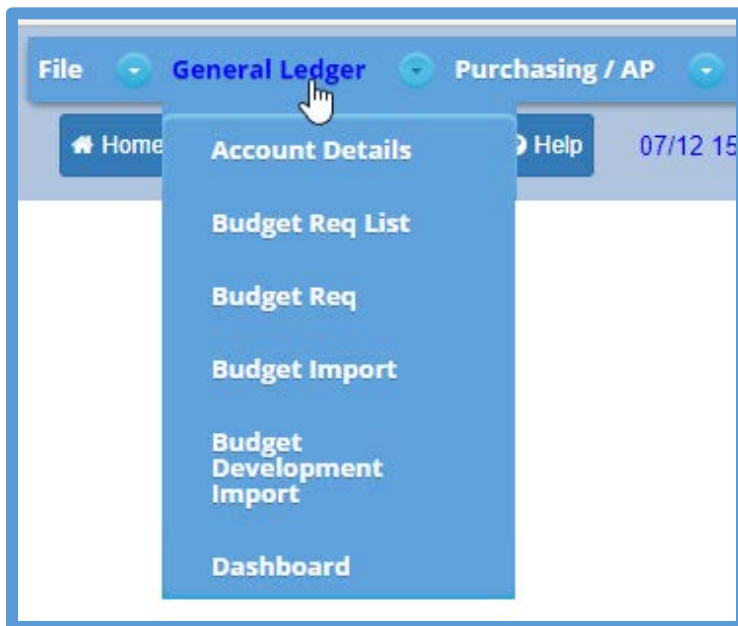 File General Ledger Purchasing / AP
Home Account Details Help 07/12 15
Budget Req List
Budget Req
Budget Import
Budget
Development
Import
Dashboard